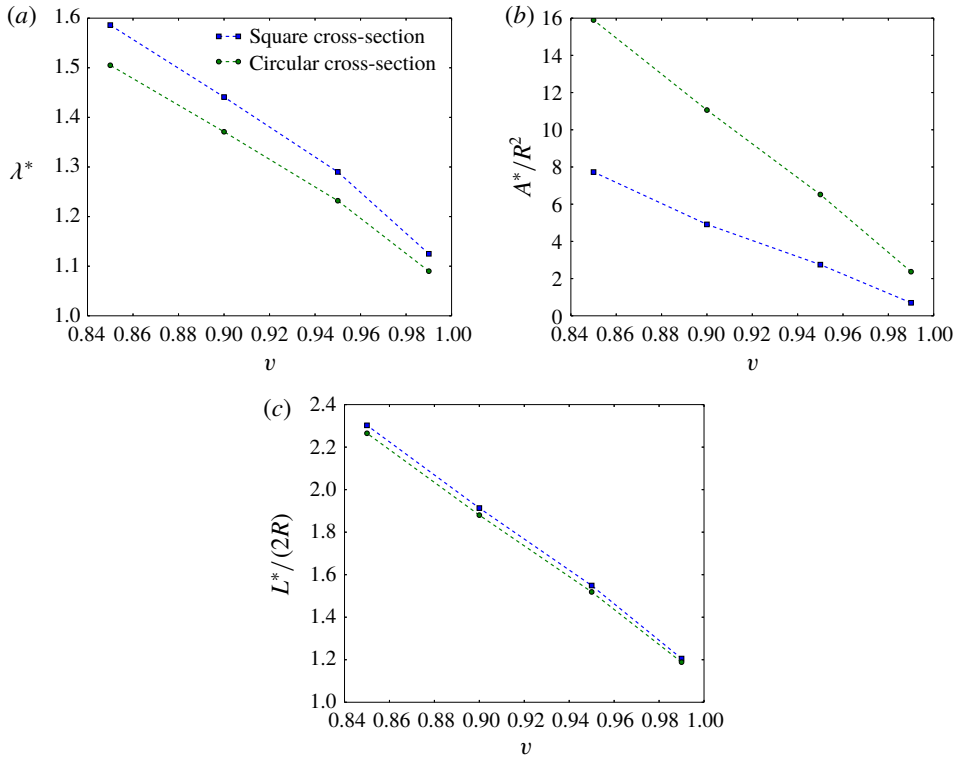 (a)
1.6
1.5
1.4
1.3
1.2
1.1
1.0
λ*
Square cross-section
Circular cross-section
0.84 0.86 0.88 0.90 0.92 0.94 0.96 0.98 1.00
υ
(b)
16
14
12
10
8
6
4
2
0
A*/R²
0.84 0.86 0.88 0.90 0.92 0.94 0.96 0.98 1.00
υ
(c)
2.4
2.2
2.0
1.8
1.6
1.4
1.2
1.0
L*/(2R)
0.84 0.86 0.88 0.90 0.92 0.94 0.96 0.98 1.00
υ